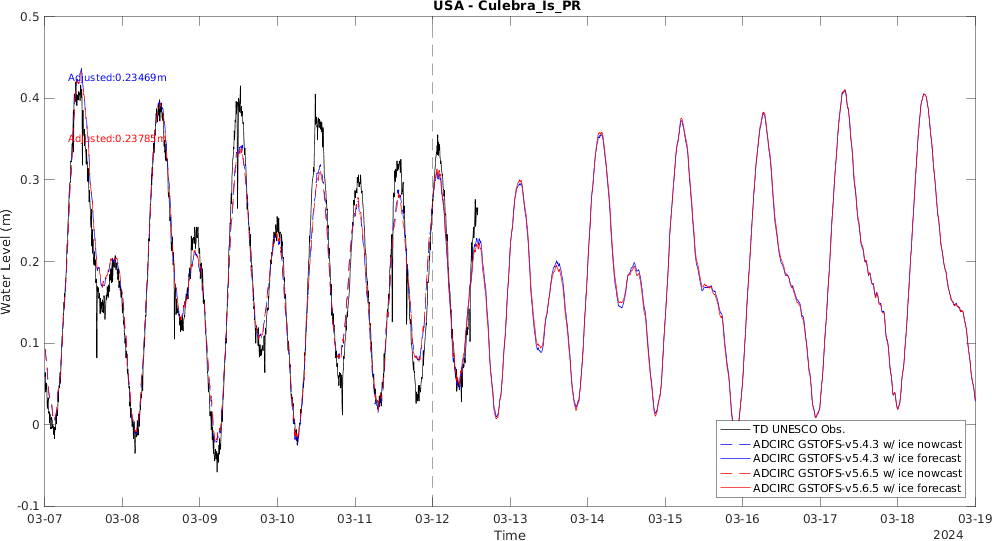 USA - Culebra_Is_PR
0.5
0.4
0.3
0.2
0.1
0
-0.1
Water Level (m)
Adjusted:0.23469m
Adjusted:0.23785m
TD UNESCO Obs.
ADCIRC GSTOFS-v5.4.3 w/ ice nowcast
ADCIRC GSTOFS-v5.4.3 w/ ice forecast
ADCIRC GSTOFS-v5.6.5 w/ ice nowcast
ADCIRC GSTOFS-v5.6.5 w/ ice forecast
03-07 03-08 03-09 03-10 03-11 03-12 03-13 03-14 03-15 03-16 03-17 03-18 03-19
Time
2024